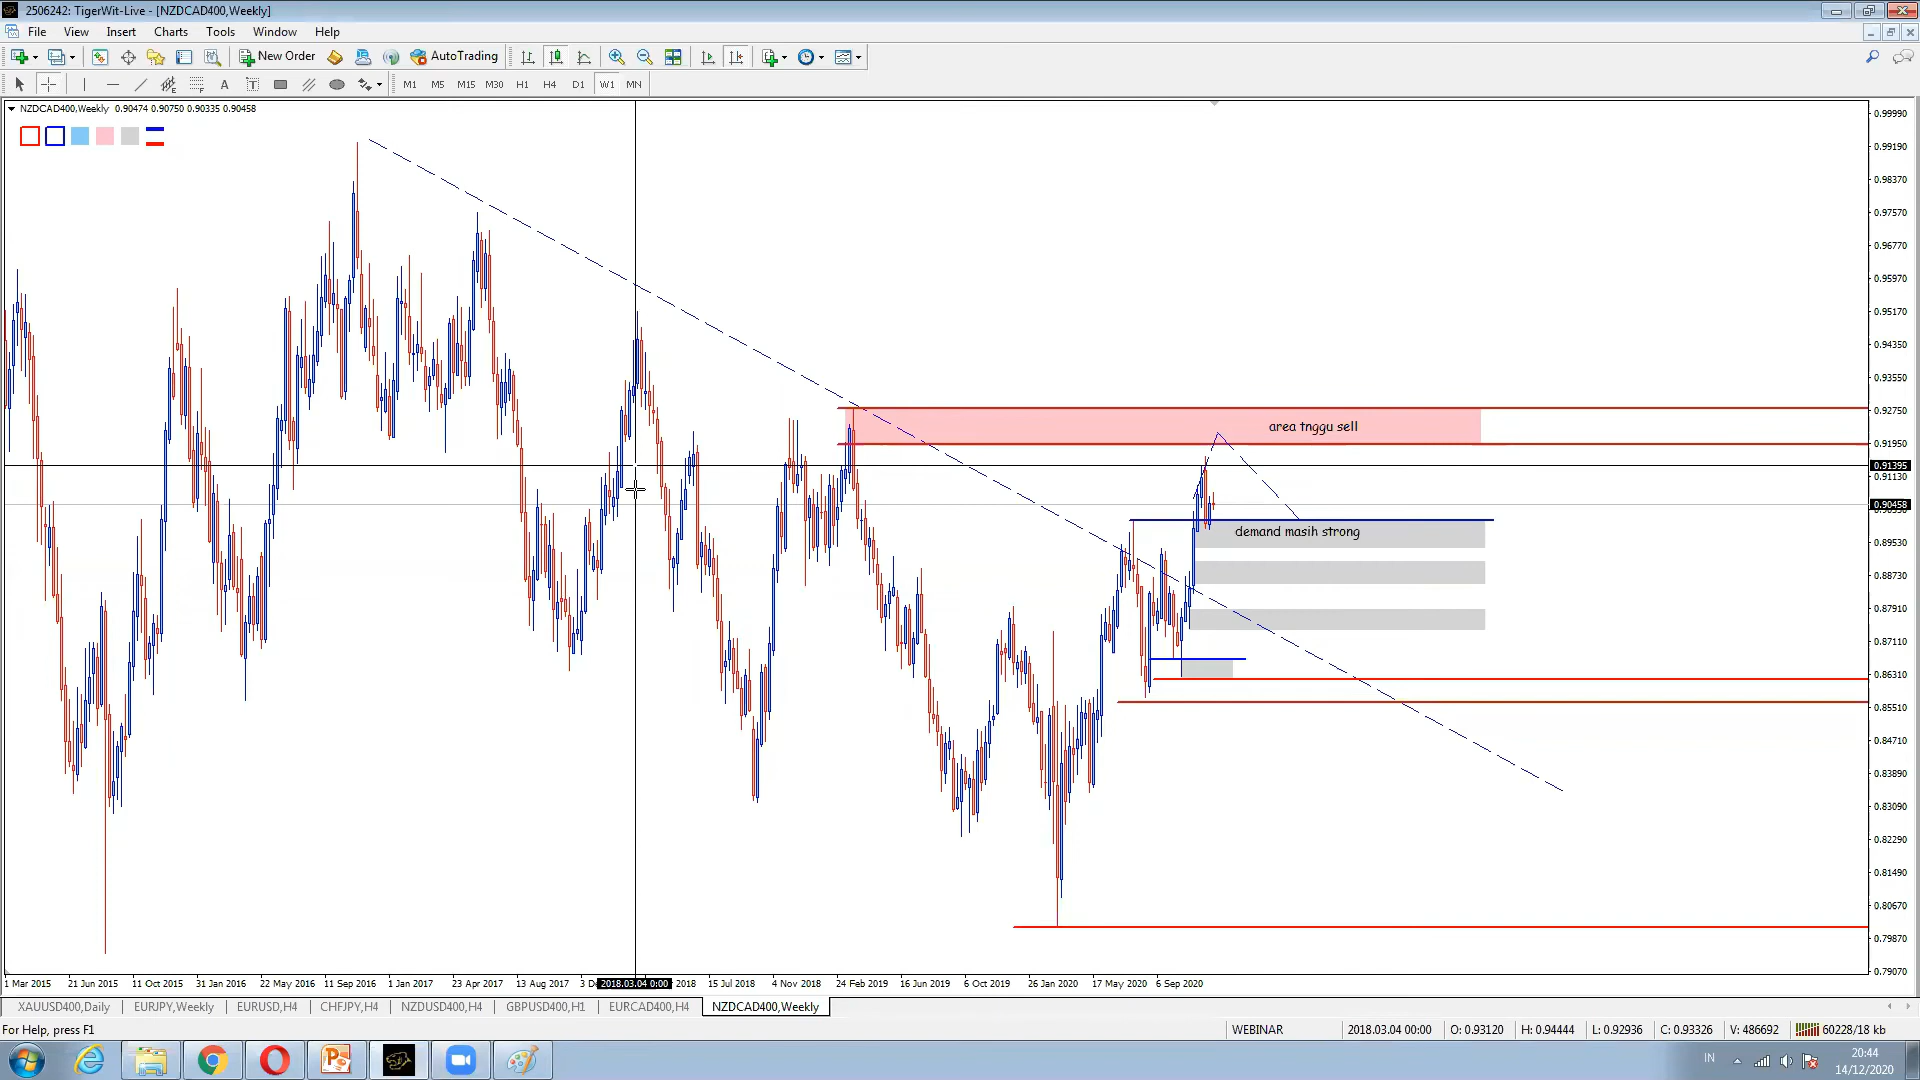 2506242: TigerWit-Live - [NZDCAD400,Weekly]
File View Insert Charts Tools Window Help
New Order AutoTrading
A T M1 M5 M15 M30 H1 H4 D1 W1 MN
NZDCAD400,Weekly 0.90474 0.90750 0.90335 0.90458
0.99990
0.99190
0.98370
0.97570
0.96770
0.95970
0.95170
0.94350
0.93550
0.92750
area tnggu sell
0.91950
0.91395
0.91130
0.90458
demand masih strong
0.89530
0.88730
0.87910
0.87110
0.86310
0.85510
0.84710
0.83890
0.83090
0.82290
0.81490
0.80670
0.79870
0.79070
1 Mar 2015 21 Jun 2015 11 Oct 2015 31 Jan 2016 22 May 2016 11 Sep 2016 1 Jan 2017 23 Apr 2017 13 Aug 2017 3 D 2018.03.04 0:00 2018 15 Jul 2018 4 Nov 2018 24 Feb 2019 16 Jun 2019 6 Oct 2019 26 Jan 2020 17 May 2020 6 Sep 2020
XAUUSD400,Daily EURJPY,Weekly EURUSD,H4 CHFJPY,H4 NZDUSD400,H4 GBPUSD400,H1 EURCAD400,H4 NZDCAD400,Weekly
For Help, press F1 WEBINAR 2018.03.04 00:00 O: 0.93120 H: 0.94444 L: 0.92936 C: 0.93326 V: 486692 60228/18 kb
IN 20:44
14/12/2020